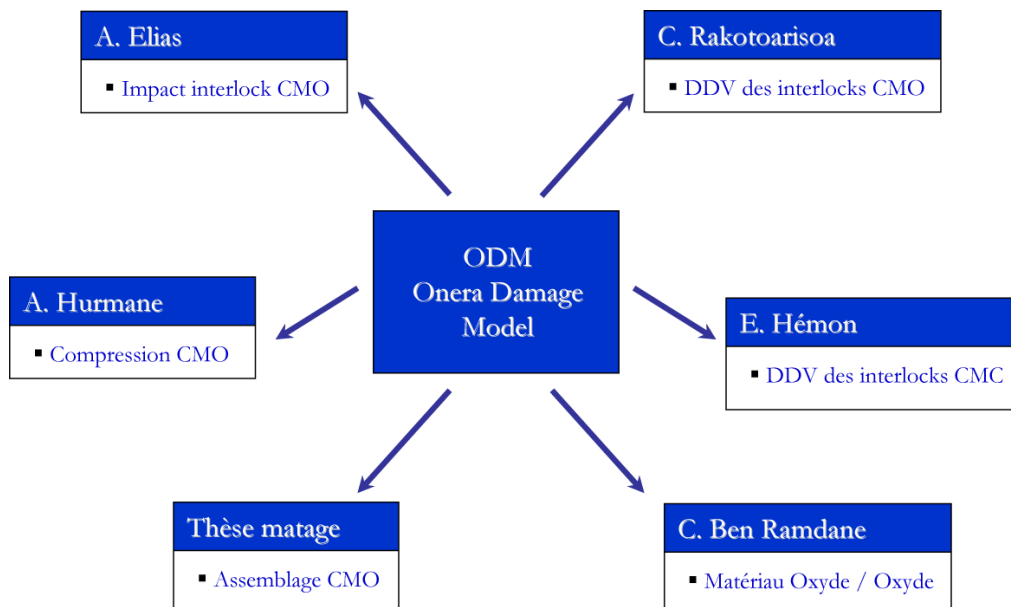 A. Elias
▪ Impact interlock CMO
C. Rakotoarisoa
▪ DDV des interlocks CMO
ODM
Onera Damage
Model
A. Hurmane
▪ Compression CMO
E. Hémon
▪ DDV des interlocks CMC
Thèse matage
▪ Assemblage CMO
C. Ben Ramdane
▪ Matériau Oxyde / Oxyde